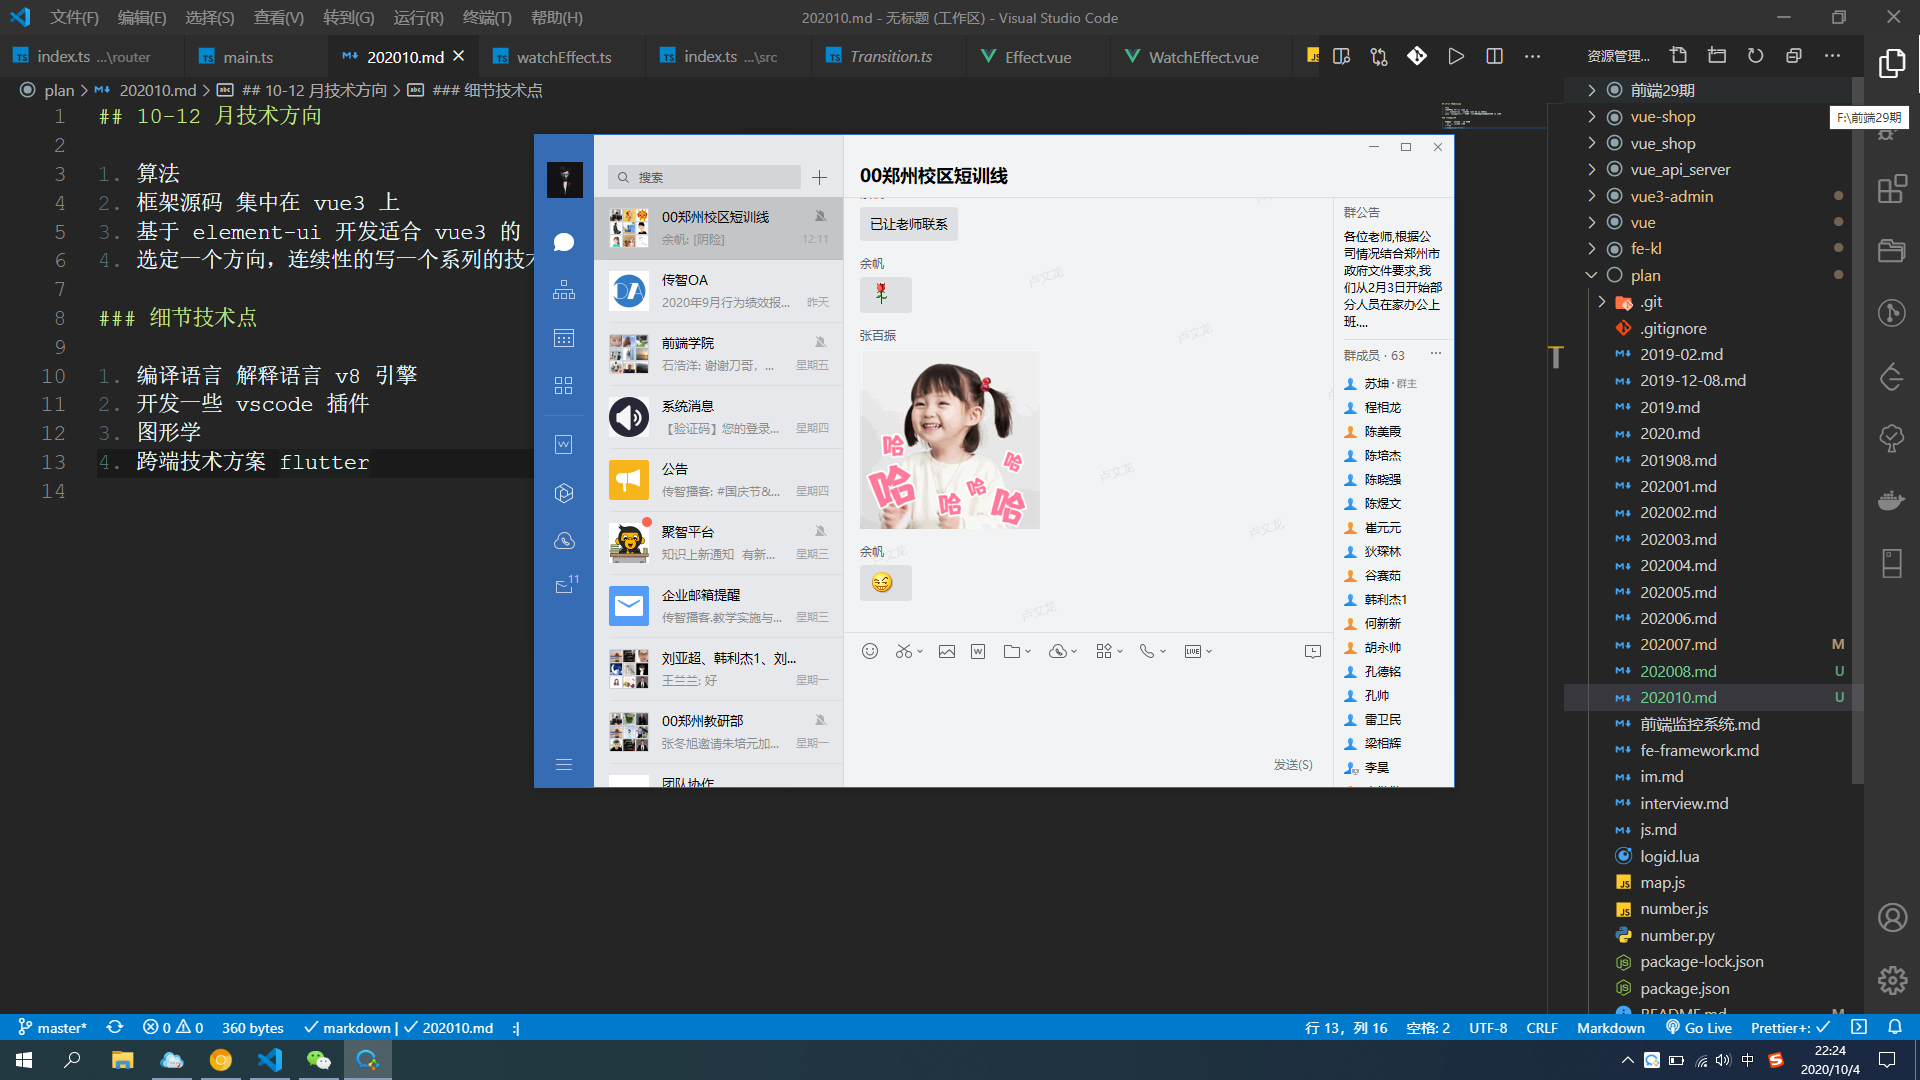 文件(F) 编辑(E) 选择(S) 查看(V) 转到(G) 运行(R) 终端(T) 帮助(H) 202010.md - 无标题 (工作区) - Visual Studio Code
index.ts ...\router main.ts 202010.md watchEffect.ts index.ts ...\src Transition.ts Effect.vue WatchEffect.vue 资源管理...
plan > 202010.md > ## 10-12 月技术方向 > ### 细节技术点
1 ## 10-12 月技术方向
2
3 1. 算法
4 2. 框架源码 集中在 vue3 上
5 3. 基于 element-ui 开发适合 vue3 的
6 4. 选定一个方向，连续性的写一个系列的技
7
8 ### 细节技术点
9
10 1. 编译语言 解释语言 v8 引擎
11 2. 开发一些 vscode 插件
12 3. 图形学
13 4. 跨端技术方案 flutter
14
11
搜索
00郑州校区短训线
余帆: [阴险] 12:11
传智OA
2020年9月行为绩效报... 昨天
前端学院
石浩洋: 谢谢刀哥，... 星期五
系统消息
【验证码】您的登录... 星期四
公告
传智播客: #国庆节&... 星期四
聚智平台
知识上新通知 有新... 星期三
企业邮箱提醒
传智播客.教学实施与... 星期三
刘亚超、韩利杰1、刘...
王兰兰: 好 星期一
00郑州教研部
张冬旭邀请朱培元加... 星期一
团队协作
00郑州校区短训线
已让老师联系
余帆
张百振
哈 哈 哈 哈 哈 哈
余帆
卢文龙
卢文龙
卢文龙
卢文龙
卢文龙
发送(S)
群公告
各位老师,根据公
司情况结合郑州市
政府文件要求,我
们从2月3日开始部
分人员在家办公上
班....
群成员 · 63
苏坤 · 群主
程相龙
陈美霞
陈培杰
陈晓强
陈煜文
崔元元
狄琛林
谷赛茹
韩利杰1
何新新
胡永帅
孔德铭
孔帅
雷卫民
梁相辉
李昊
前端29期
F:\前端29期
vue-shop
vue_shop
vue_api_server
vue3-admin
vue
fe-kl
plan
.git
.gitignore
2019-02.md
2019-12-08.md
2019.md
2020.md
201908.md
202001.md
202002.md
202003.md
202004.md
202005.md
202006.md
202007.md M
202008.md U
202010.md U
前端监控系统.md
fe-framework.md
im.md
interview.md
js.md
logid.lua
map.js
number.js
number.py
package-lock.json
package.json
README.md M
master* 0 0 360 bytes markdown | 202010.md :| 行 13，列 16 空格: 2 UTF-8 CRLF Markdown Go Live Prettier+:
中 22:24
2020/10/4